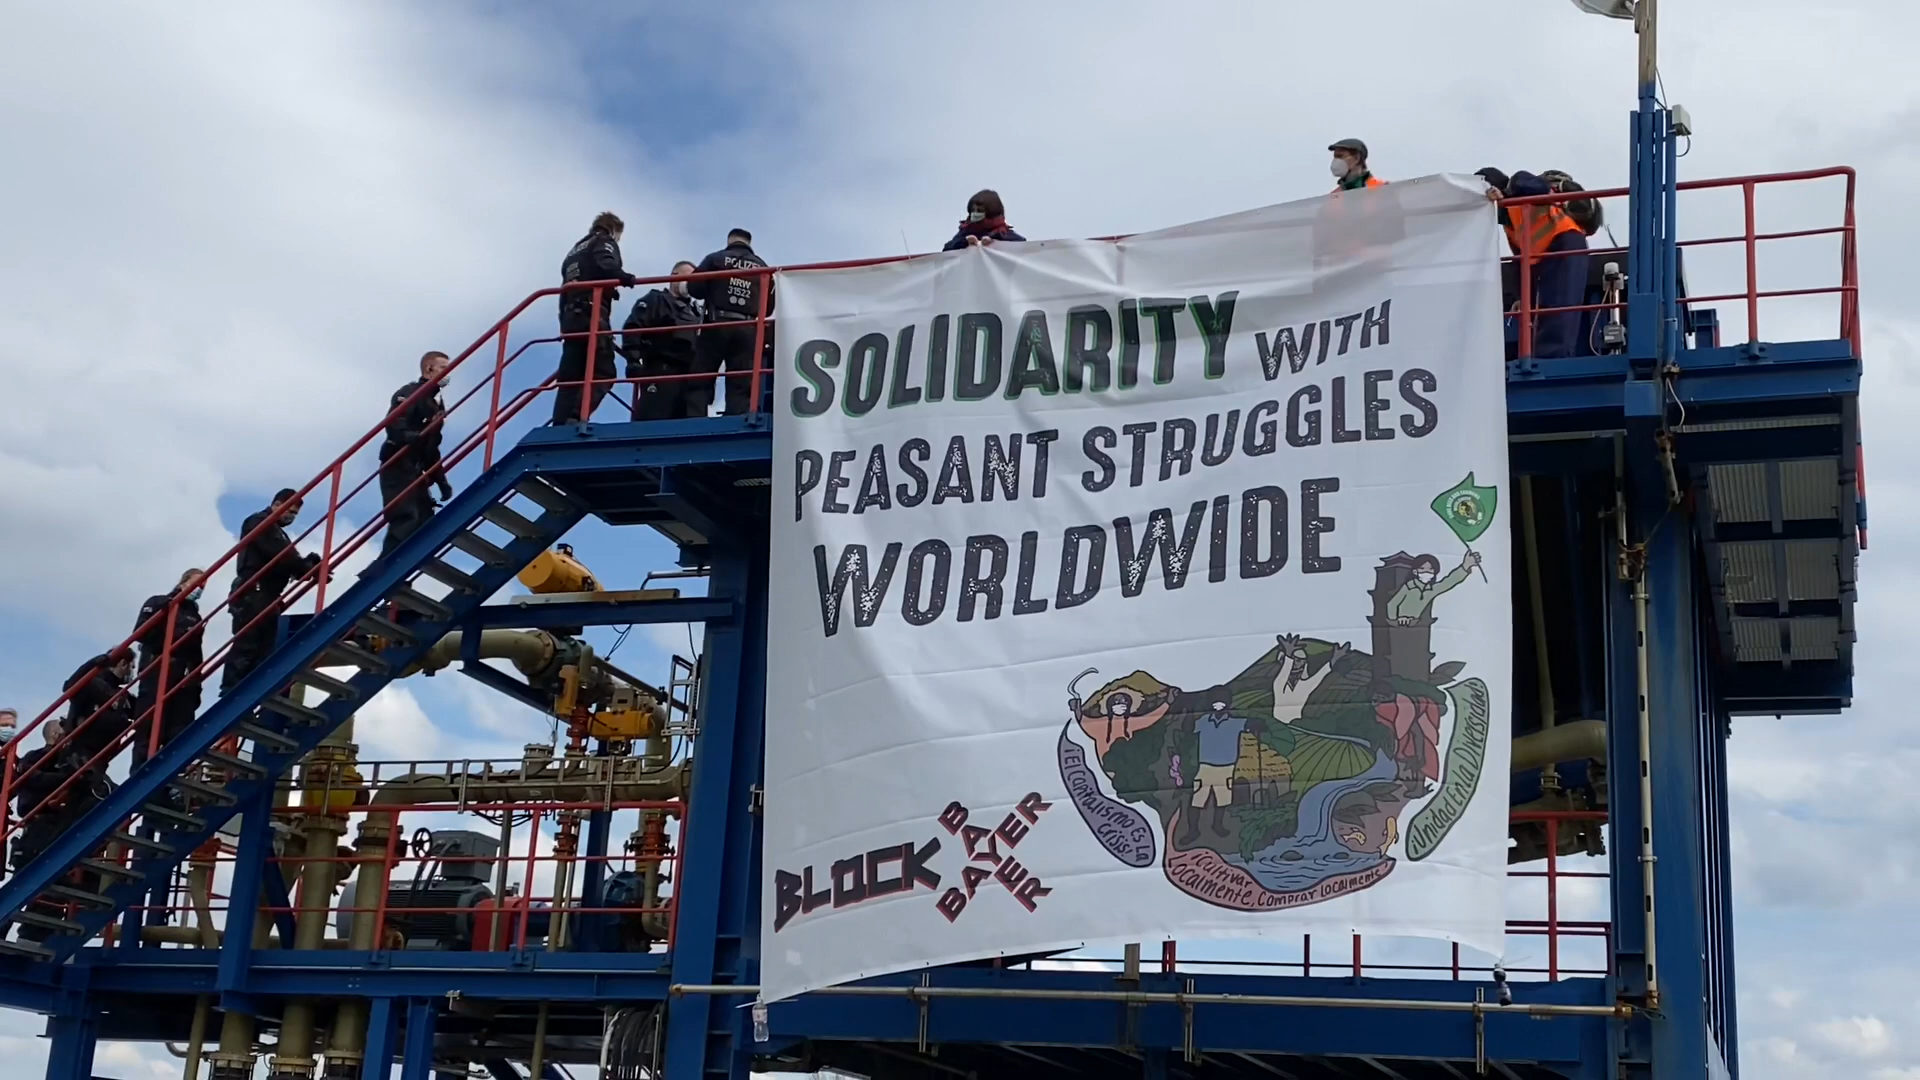 POLIZEI
NRW
31522
SOLIDARITY WITH
PEASANT STRUGGLES
WORLDWIDE
BLOCK BAYER
BAYER
¡El Capitalismo Es La
Crisis!
¡Cultivar
Localmente, Comprar Localmente!
¡Unidad En la Diversidad!